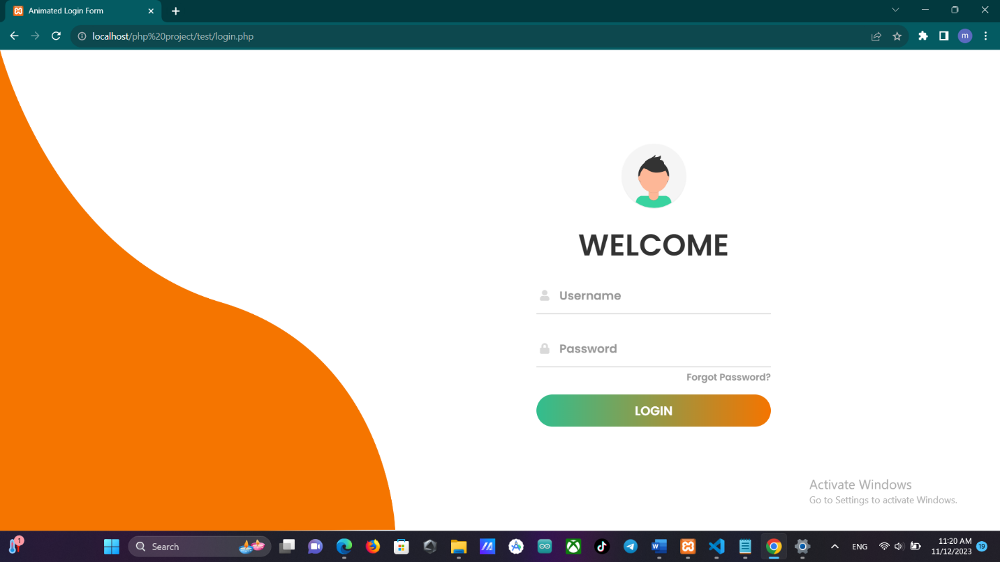 Animated Login Form
localhost/php%20project/test/login.php
m
WELCOME
Username
Password
Forgot Password?
LOGIN
Activate Windows
Go to Settings to activate Windows.
1
Search
ENG
11:20 AM
11/12/2023
19